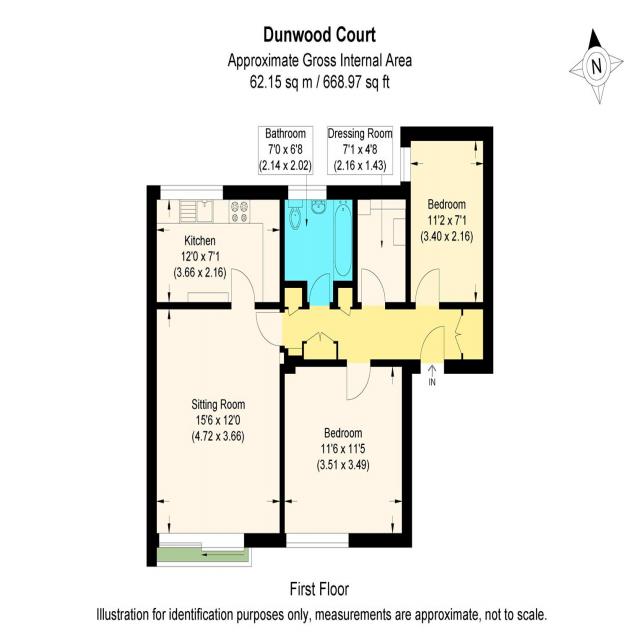 Dunwood Court
Approximate Gross Internal Area
62.15 sq m / 668.97 sq ft
N
Bathroom
7'0 x 6'8
(2.14 x 2.02)
Dressing Room
7'1 x 4'8
(2.16 x 1.43)
Bedroom
11'2 x 7'1
(3.40 x 2.16)
Kitchen
12'0 x 7'1
(3.66 x 2.16)
IN
Sitting Room
15'6 x 12'0
(4.72 x 3.66)
Bedroom
11'6 x 11'5
(3.51 x 3.49)
First Floor
Illustration for identification purposes only, measurements are approximate, not to scale.